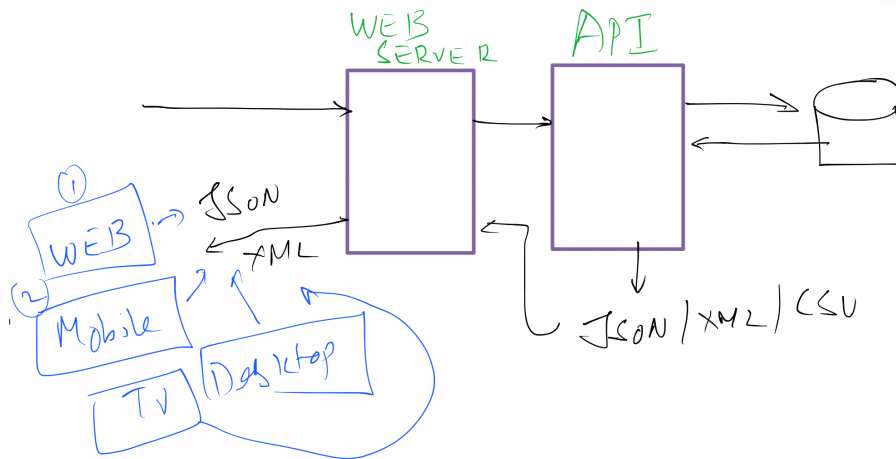 WEB
SERVER
API
1
JSON
WEB
XML
2
Mobile
Desktop
TV
JSON/XML/CSV